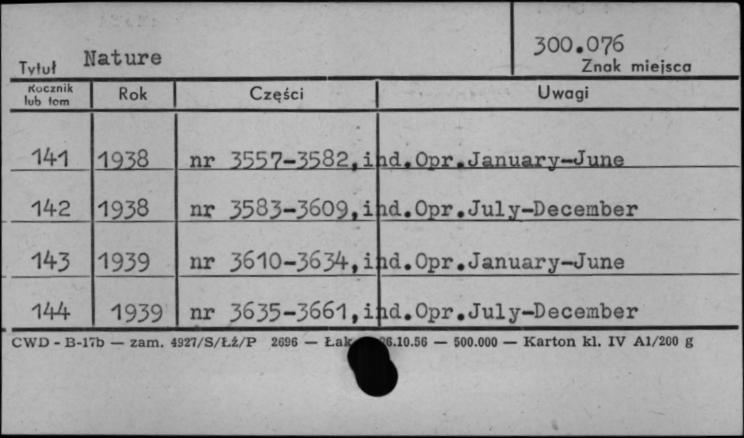 300.076
Tytuł Nature Znak miejsca
Rocznik lub tom Rok Części Uwagi
141 1938 nr 3557-3582, ind. Opr. January-June
142 1938 nr 3583-3609, ind. Opr. July-December
143 1939 nr 3610-3634, ind. Opr. January-June
144 1939 nr 3635-3661, ind. Opr. July-December
CWD - B-17b — zam. 4927/S/Łź/P 2696 — Łak 6.10.56 — 500.000 — Karton kl. IV A1/200 g